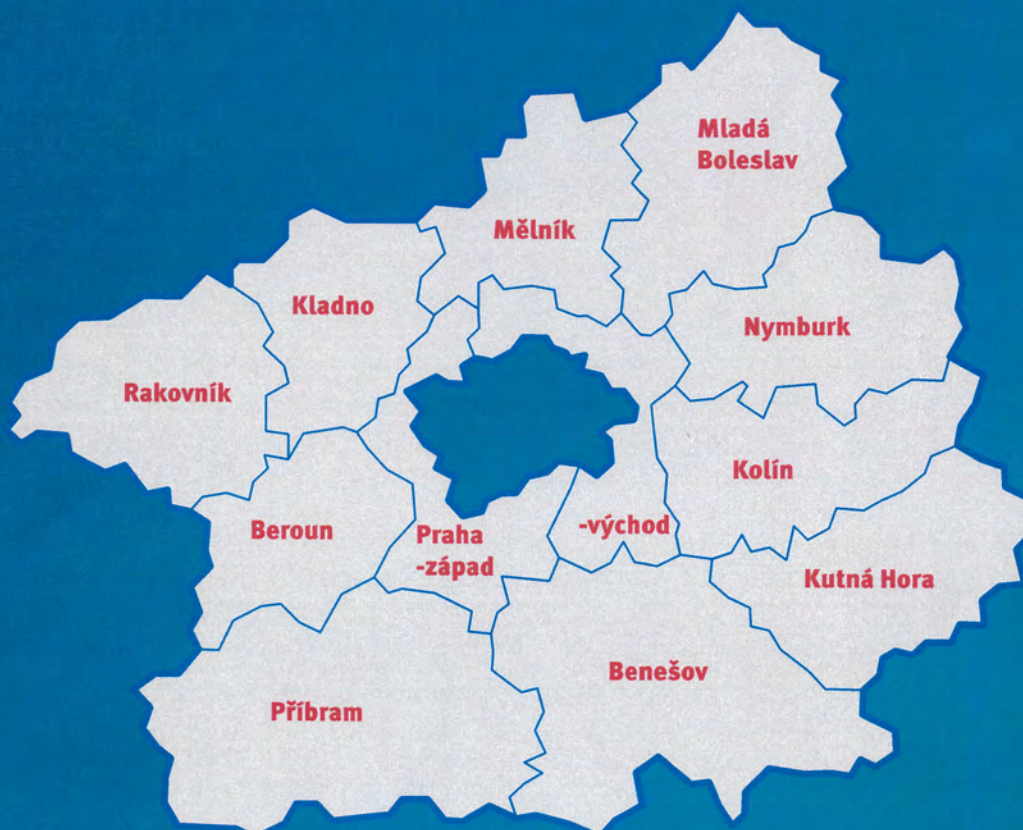 Mladá
Boleslav
Mělník
Kladno
Nymburk
Rakovník
Kolín
Beroun
Praha
-západ
-východ
Kutná Hora
Benešov
Příbram